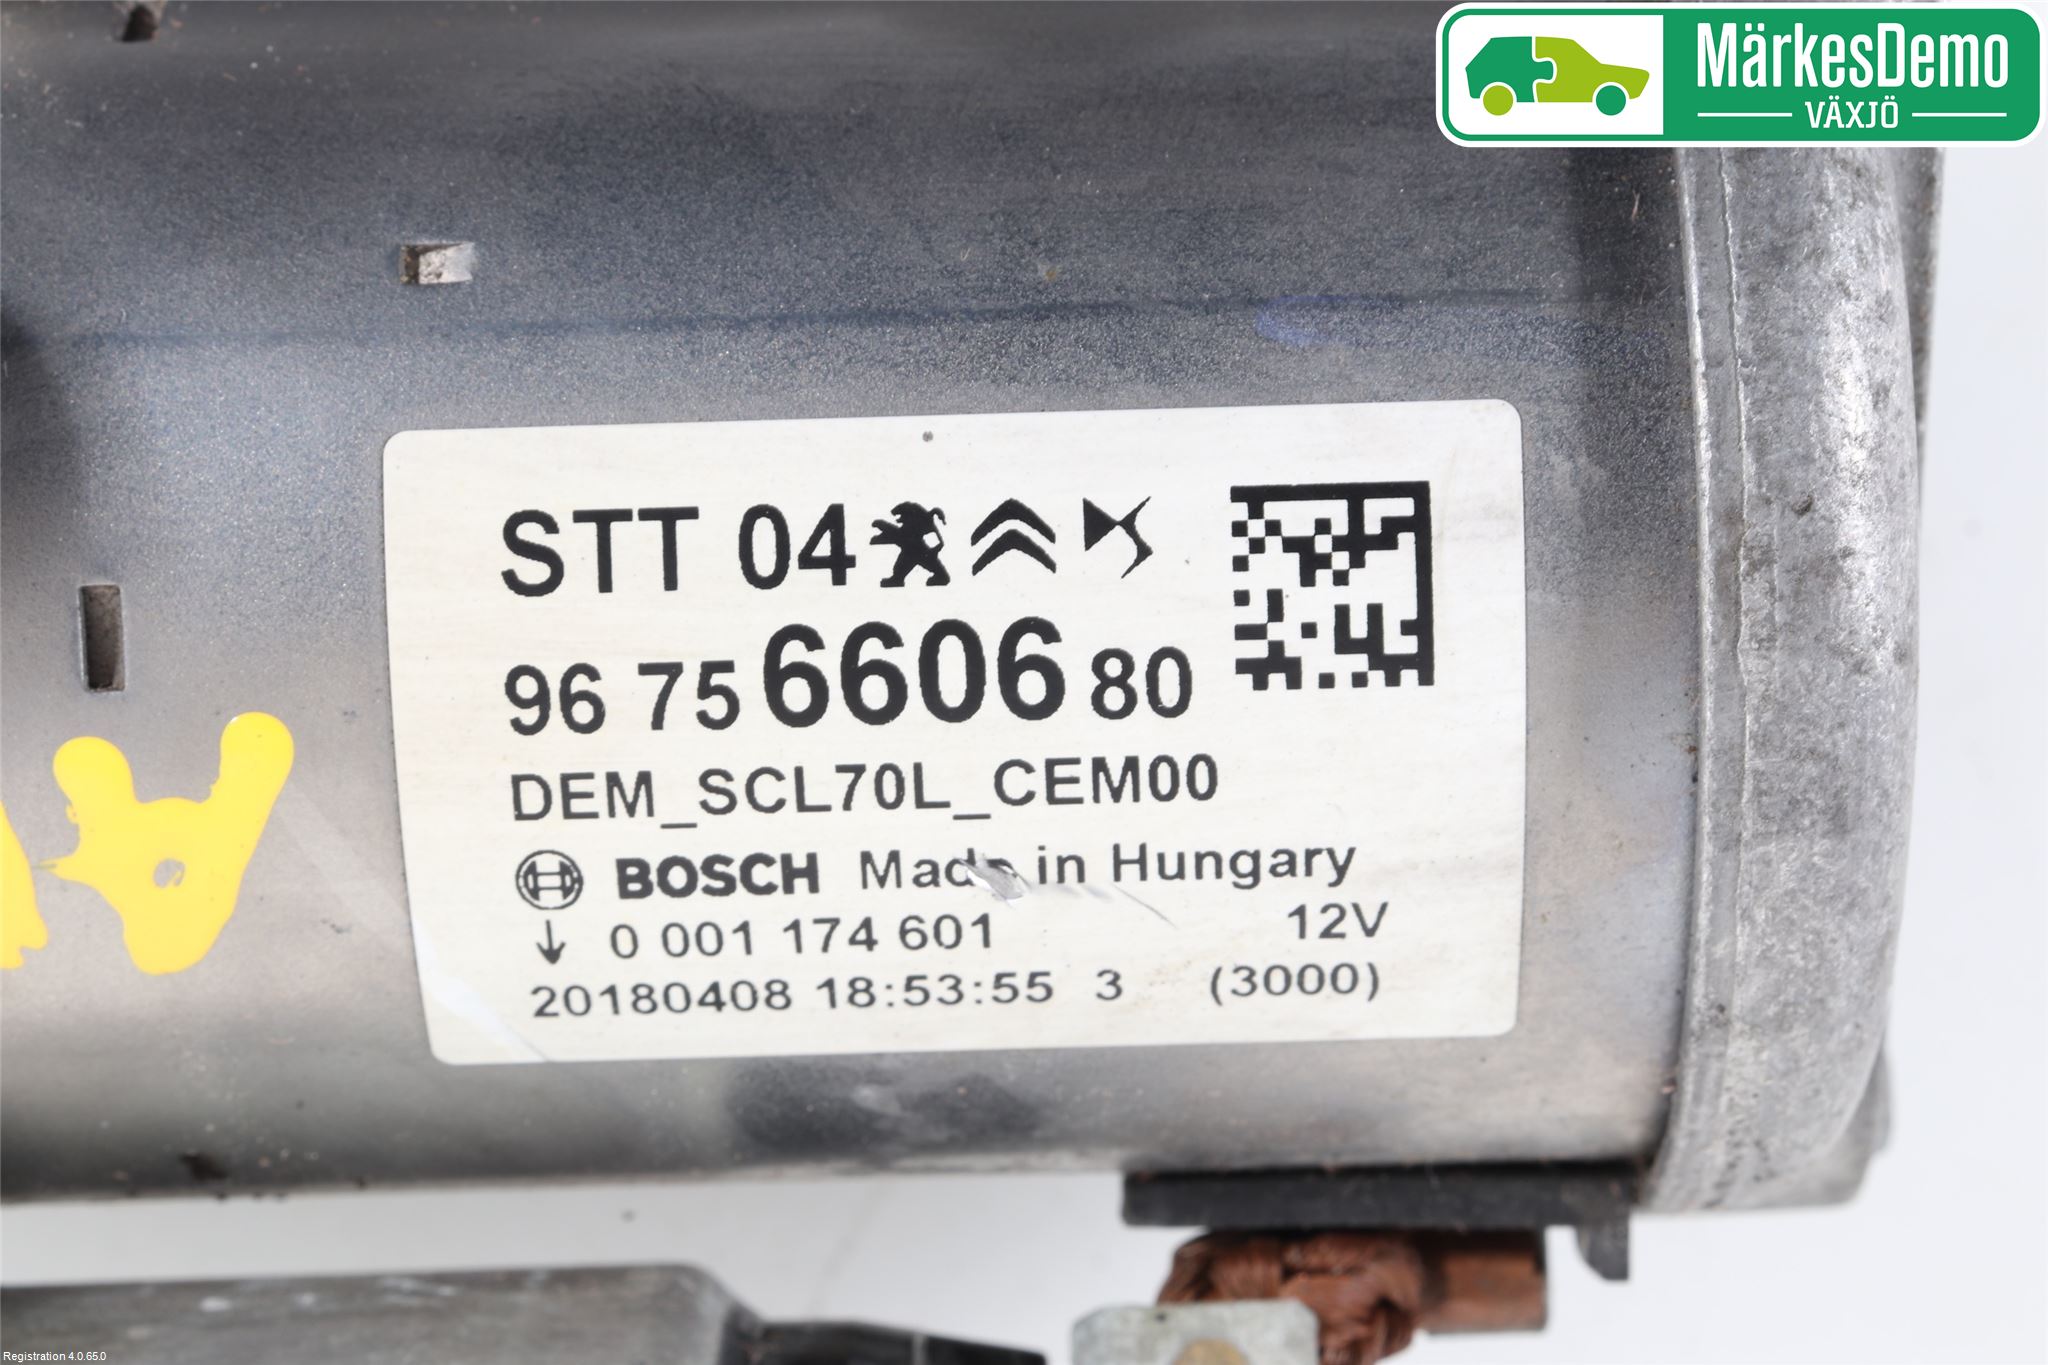 MärkesDemo
VÄXJÖ
STT 04
96 75 6606 80
DEM_SCL70L_CEM00
BOSCH Made in Hungary
↓ 0 001 174 601 12V
20180408 18:53:55 3 (3000)
Registration 4.0.65.0